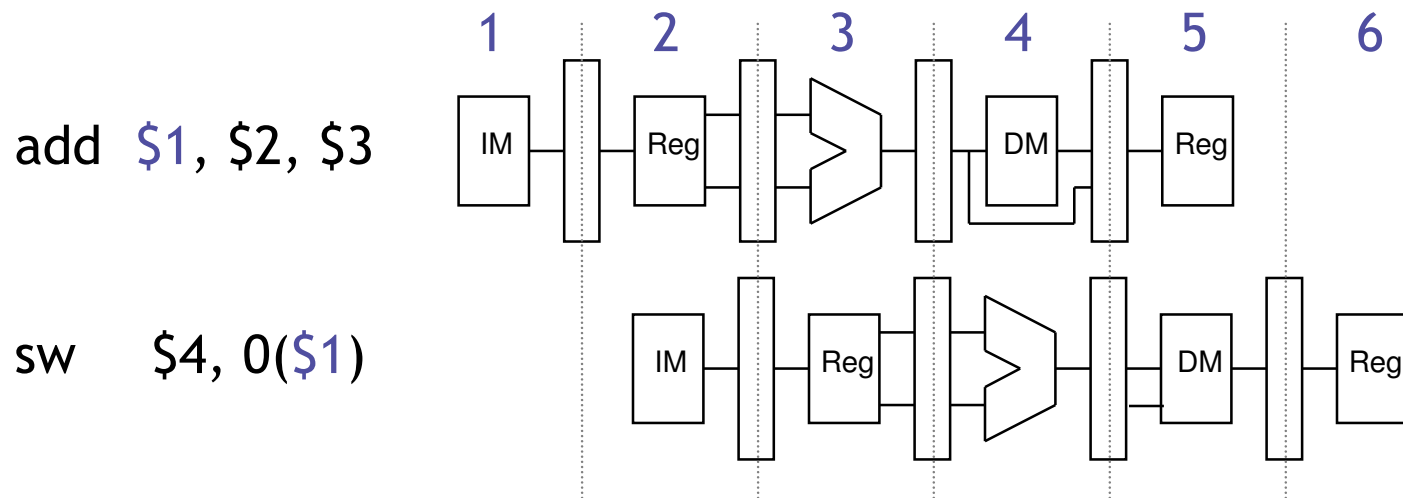 1 2 3 4 5 6
add $1, $2, $3
IM Reg DM Reg
sw $4, 0($1)
IM Reg DM Reg